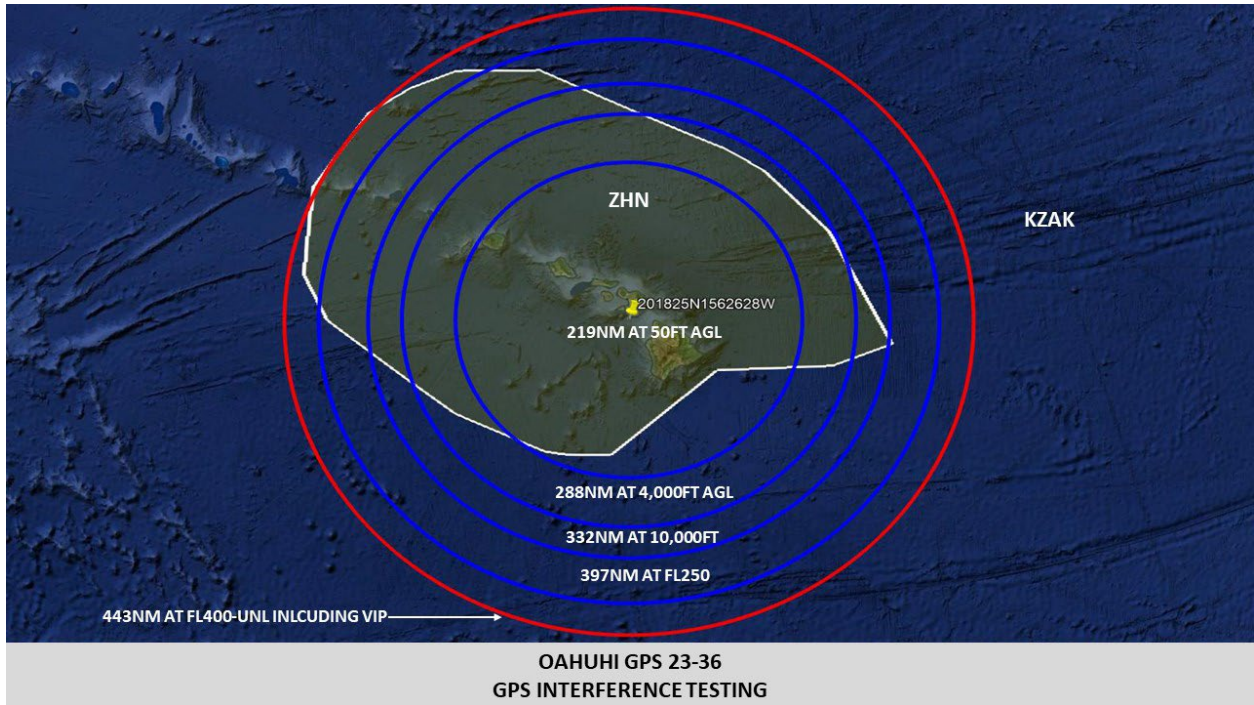 ZHN
KZAK
201825N1562628W
219NM AT 50FT AGL
288NM AT 4,000FT AGL
332NM AT 10,000FT
397NM AT FL250
443NM AT FL400-UNL INLCUDING VIP
OAHUHI GPS 23-36
GPS INTERFERENCE TESTING